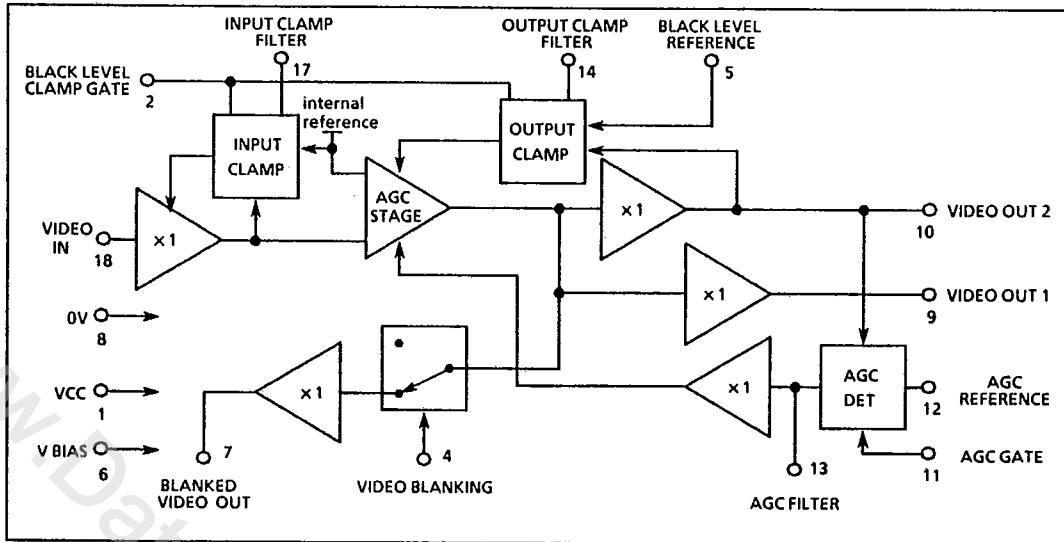 INPUT CLAMP
FILTER
17
OUTPUT CLAMP
FILTER
14
BLACK LEVEL
REFERENCE
5
BLACK LEVEL
CLAMP GATE
2
internal
reference
INPUT
CLAMP
OUTPUT
CLAMP
AGC
STAGE
VIDEO
IN
18
×1
×1
VIDEO OUT 2
10
×1
VIDEO OUT 1
9
0V
8
VCC
1
V BIAS
6
×1
7
BLANKED
VIDEO OUT
4
VIDEO BLANKING
×1
AGC
DET
AGC
REFERENCE
12
AGC GATE
11
13
AGC FILTER
w.Dat